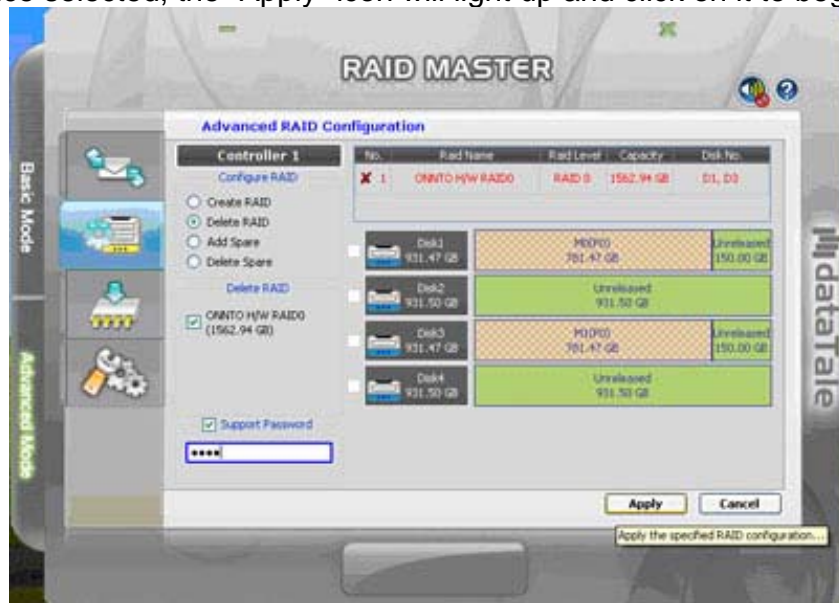 se selected, the "Apply" icon will light up and click on it to beg
RAID MASTER
Advanced RAID Configuration
Basic Mode
Advanced Mode
Controller 1
Configure RAID
Create RAID
Delete RAID
Add Spare
Delete Spare
Delete RAID
ONNTO H/W RAID0
(1562.94 GB)
Support Password
No. Raid Name Raid Level Capacity Disk No.
1 ONNTO H/W RAID0 RAID 0 1562.94 GB D1, D3
Disk1
931.47 GB
781.47 GB
Unreleased
150.00 GB
Disk2
931.50 GB
Unreleased
931.50 GB
Disk3
931.47 GB
781.47 GB
Unreleased
150.00 GB
Disk4
931.50 GB
Unreleased
931.50 GB
Apply Cancel
Apply the specified RAID configuration...
dataTale